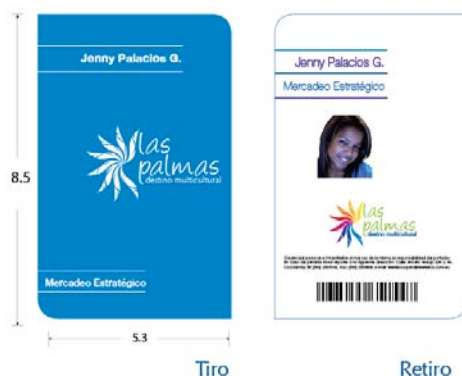 Jenny Palacios G.
las
palmas
destino multicultural
Mercadeo Estratégico
8.5
5.3
Tiro
Jenny Palacios G.
Mercadeo Estratégico
las
palmas
destino multicultural
Retiro